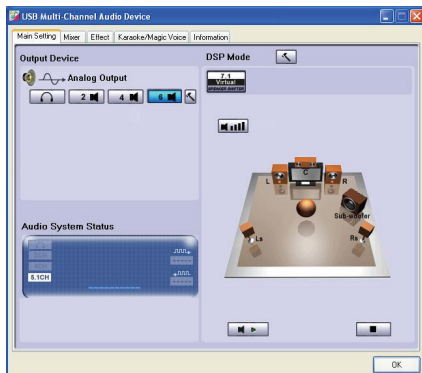 USB Multi-Channel Audio Device
Main Setting Mixer Effect Karaoke/Magic Voice Information
Output Device
DSP Mode
Analog Output
7.1
Virtual
SPEAKER SHIFTER
2 4 6
L C R
Sub-woofer
Ls Rs
Audio System Status
5.1CH
OK